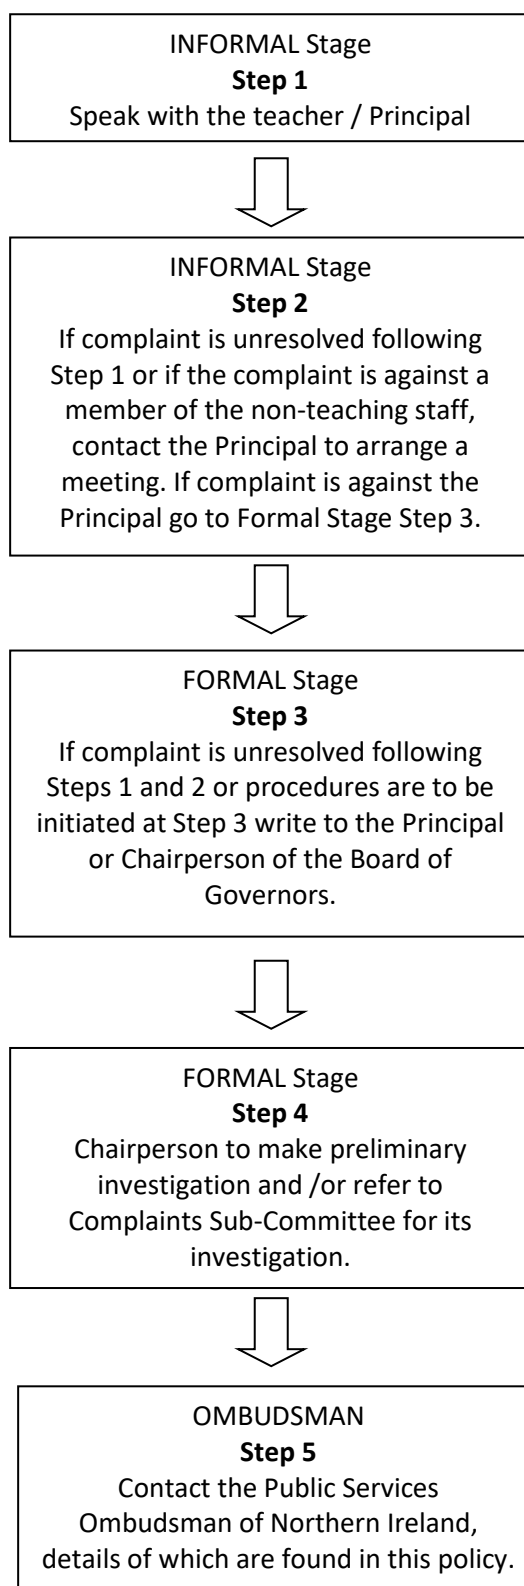 INFORMAL Stage
Step 1
Speak with the teacher / Principal
INFORMAL Stage
Step 2
If complaint is unresolved following
Step 1 or if the complaint is against a
member of the non-teaching staff,
contact the Principal to arrange a
meeting. If complaint is against the
Principal go to Formal Stage Step 3.
FORMAL Stage
Step 3
If complaint is unresolved following
Steps 1 and 2 or procedures are to be
initiated at Step 3 write to the Principal
or Chairperson of the Board of
Governors.
FORMAL Stage
Step 4
Chairperson to make preliminary
investigation and /or refer to
Complaints Sub-Committee for its
investigation.
OMBUDSMAN
Step 5
Contact the Public Services
Ombudsman of Northern Ireland,
details of which are found in this policy.